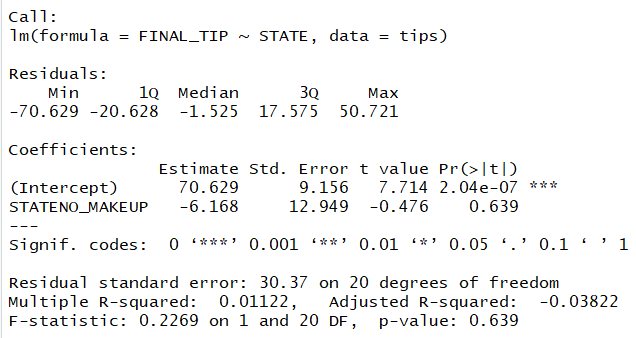 Call:
lm(formula = FINAL_TIP ~ STATE, data = tips)
Residuals:
    Min      1Q  Median      3Q     Max
-70.629 -20.628  -1.525  17.575  50.721
Coefficients:
               Estimate Std. Error t value Pr(>|t|)
(Intercept)      70.629      9.156   7.714 2.04e-07 ***
STATENO_MAKEUP   -6.168     12.949  -0.476    0.639
---
Signif. codes:  0 ‘***’ 0.001 ‘**’ 0.01 ‘*’ 0.05 ‘.’ 0.1 ‘ ’ 1
Residual standard error: 30.37 on 20 degrees of freedom
Multiple R-squared:  0.01122,   Adjusted R-squared:  -0.03822
F-statistic: 0.2269 on 1 and 20 DF,  p-value: 0.639